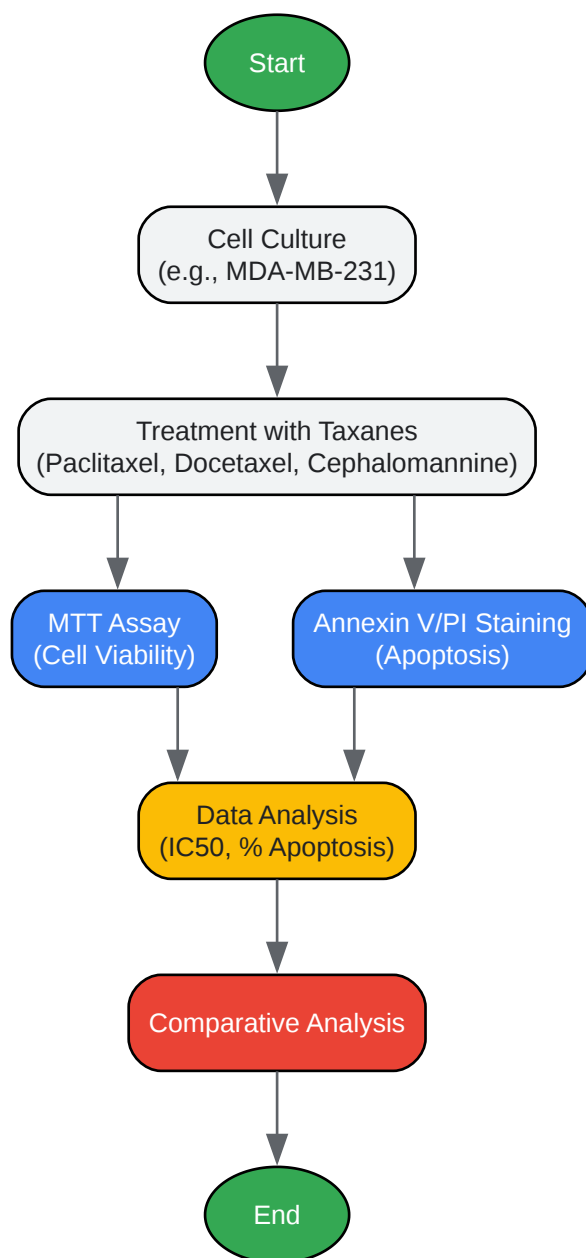 Start
Cell Culture
(e.g., MDA-MB-231)
Treatment with Taxanes
(Paclitaxel, Docetaxel, Cephalomannine)
MTT Assay
(Cell Viability)
Annexin V/PI Staining
(Apoptosis)
Data Analysis
(IC50, % Apoptosis)
Comparative Analysis
End